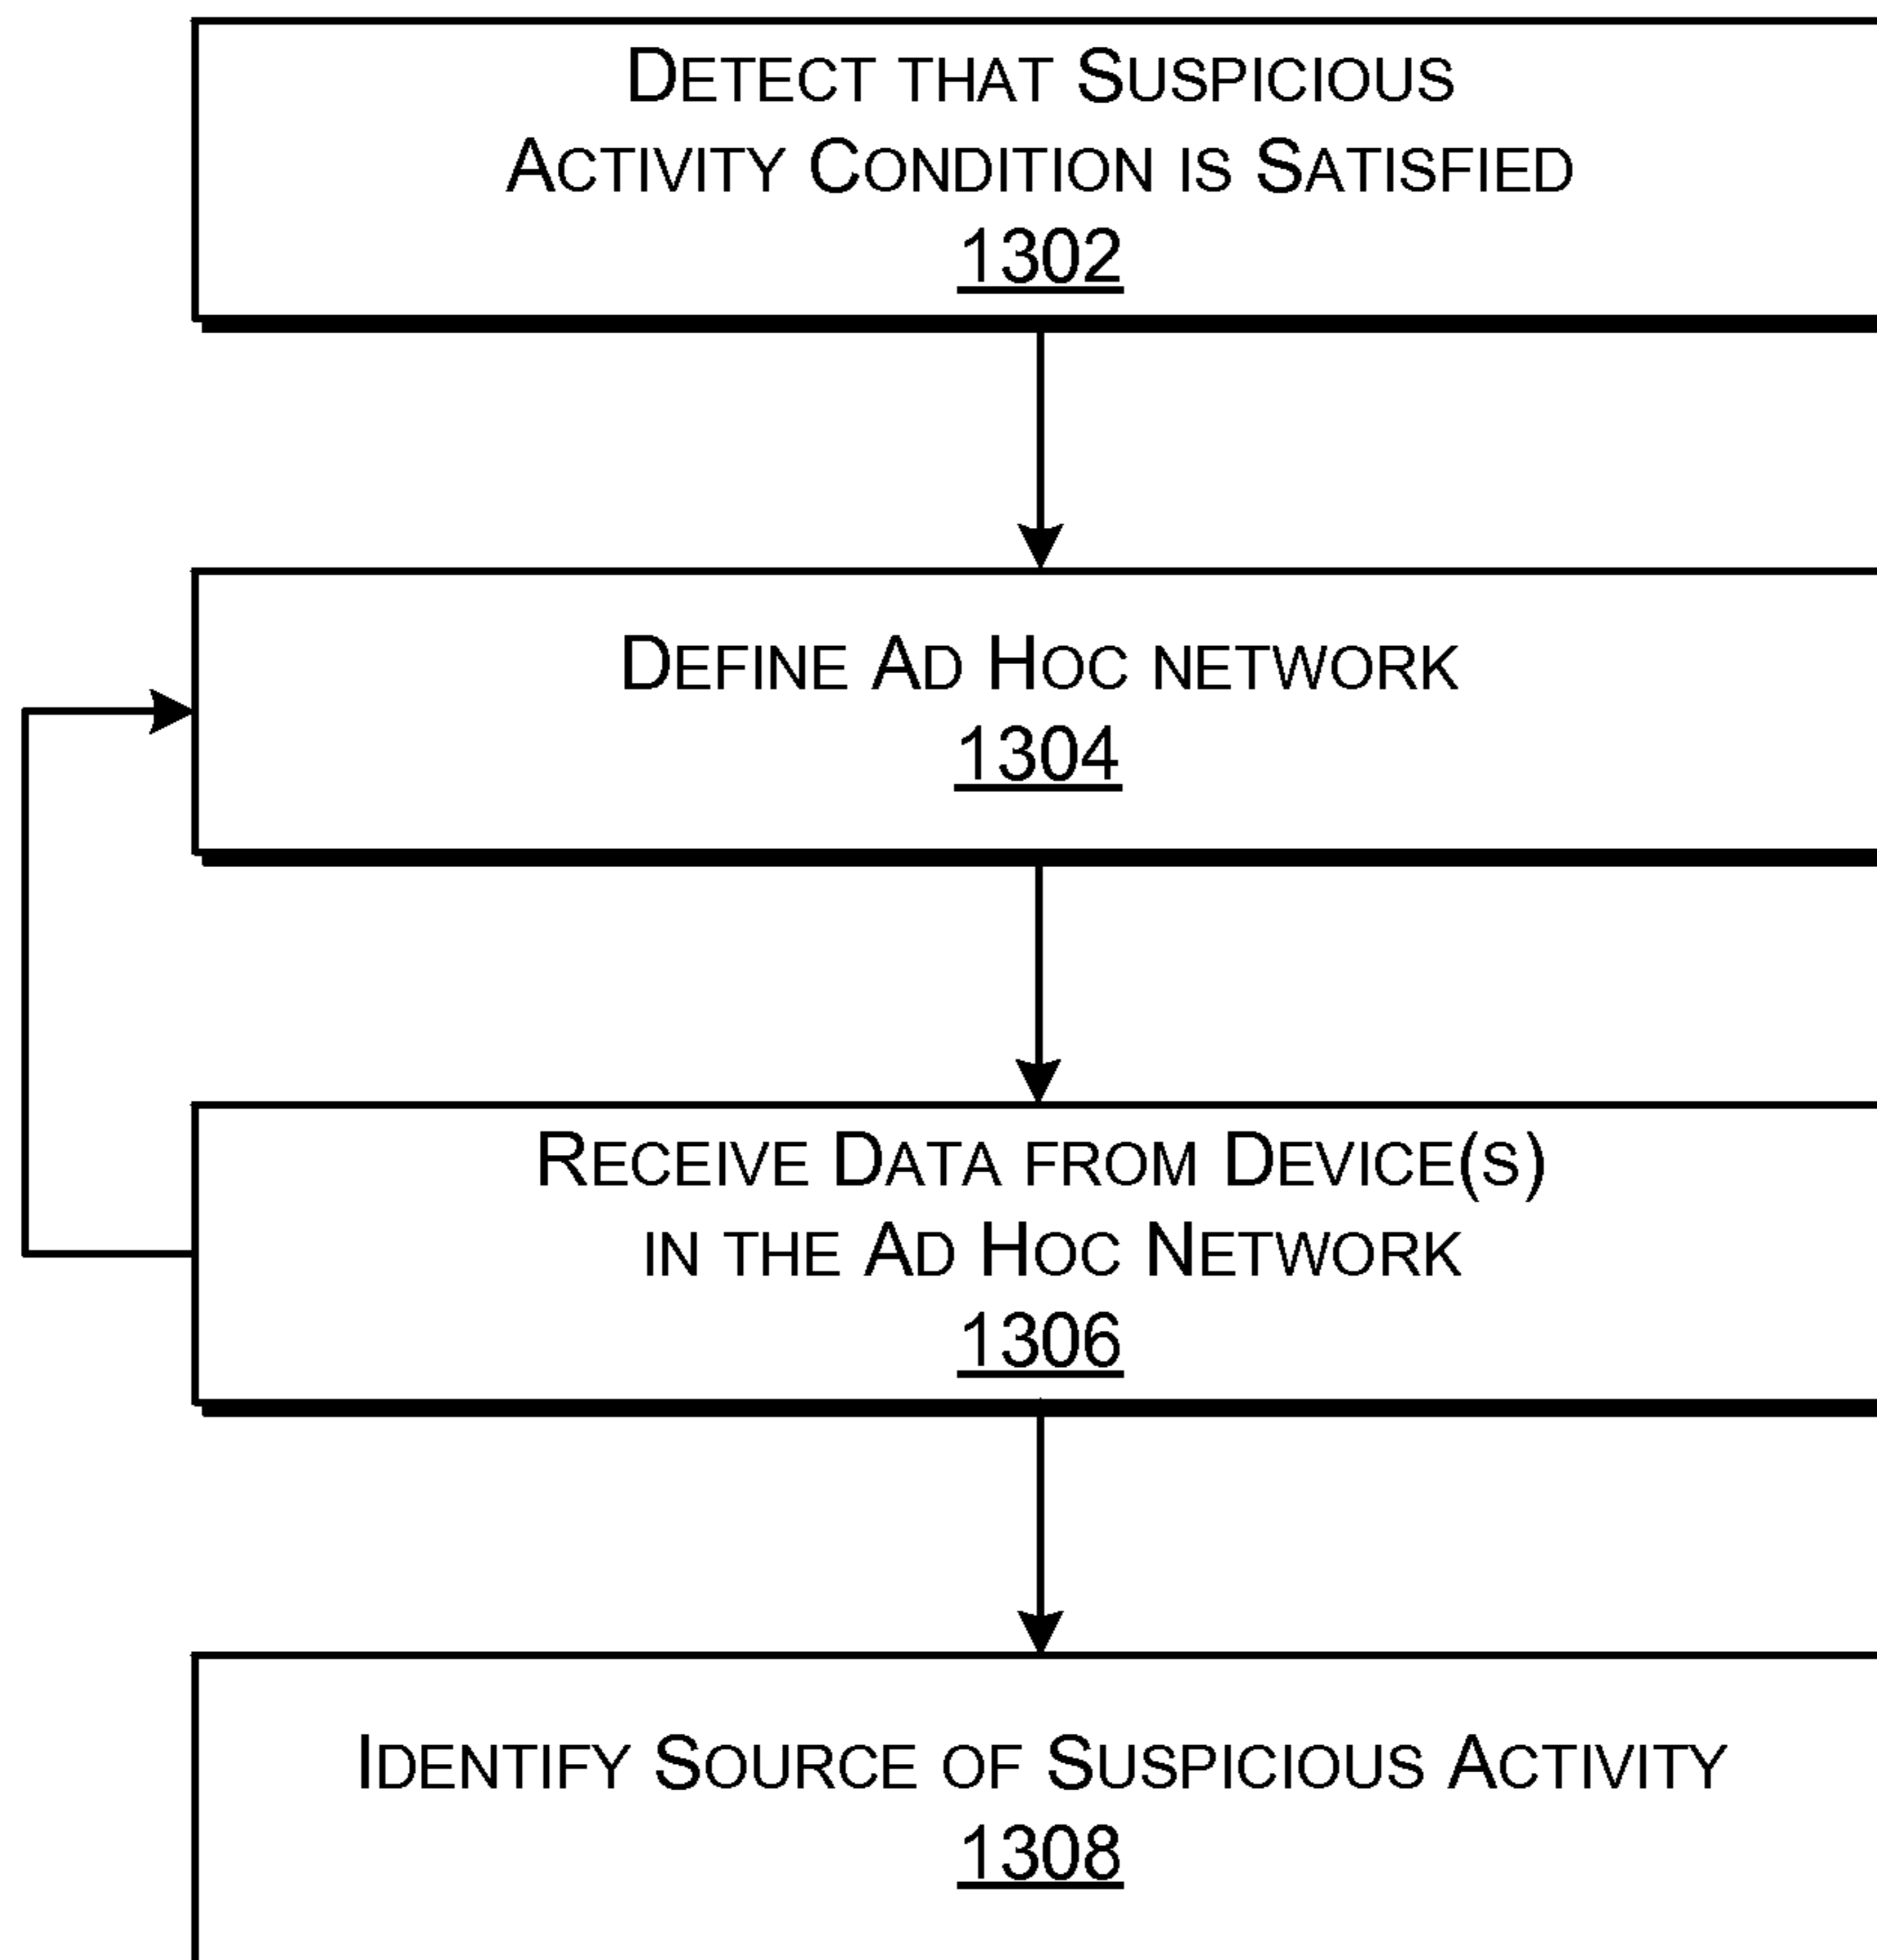 DETECT THAT SUSPICIOUS
ACTIVITY CONDITION IS SATISFIED
1302
DEFINE AD HOC NETWORK
1304
RECEIVE DATA FROM DEVICE(S)
IN THE AD HOC NETWORK
1306
IDENTIFY SOURCE OF SUSPICIOUS ACTIVITY
1308